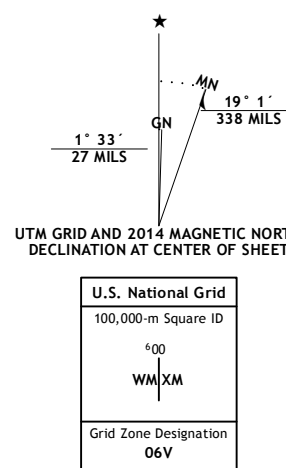 ★
MN
GN
19° 1´
338 MILS
1° 33´
27 MILS
UTM GRID AND 2014 MAGNETIC NORT
DECLINATION AT CENTER OF SHEET
U.S. National Grid
100,000-m Square ID
⁶00
WM XM
Grid Zone Designation
06V